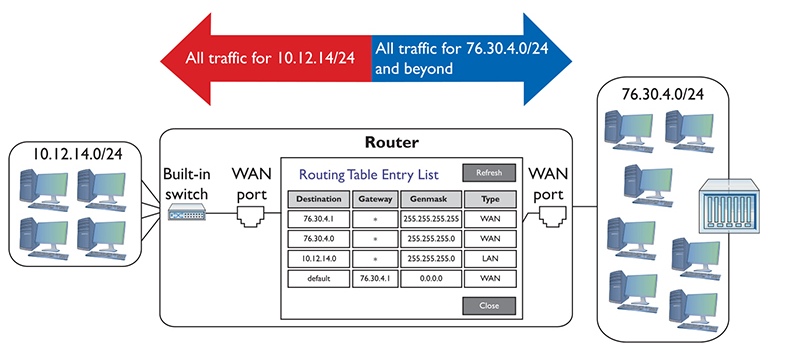 All traffic for 10.12.14/24
All traffic for 76.30.4.0/24
and beyond
76.30.4.0/24
Router
10.12.14.0/24
Built-in
switch
WAN
port
Routing Table Entry List
Refresh
Destination Gateway Genmask Type
76.30.4.1 * 255.255.255.255 WAN
76.30.4.0 * 255.255.255.0 WAN
10.12.14.0 * 255.255.255.0 LAN
default 76.30.4.1 0.0.0.0 WAN
Close
WAN
port